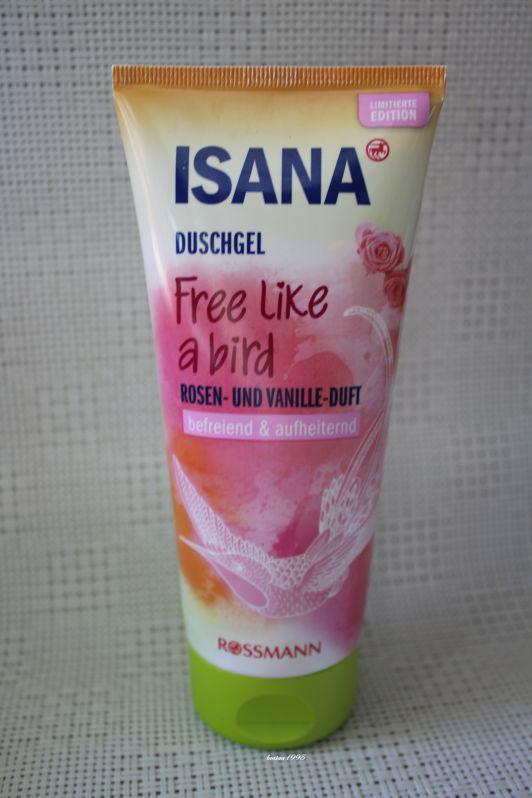 LIMITIERTE
EDITION
ISANA
DUSCHGEL
Free like
a bird
ROSEN- UND VANILLE-DUFT
befreiend & aufheiternd
ROSSMANN